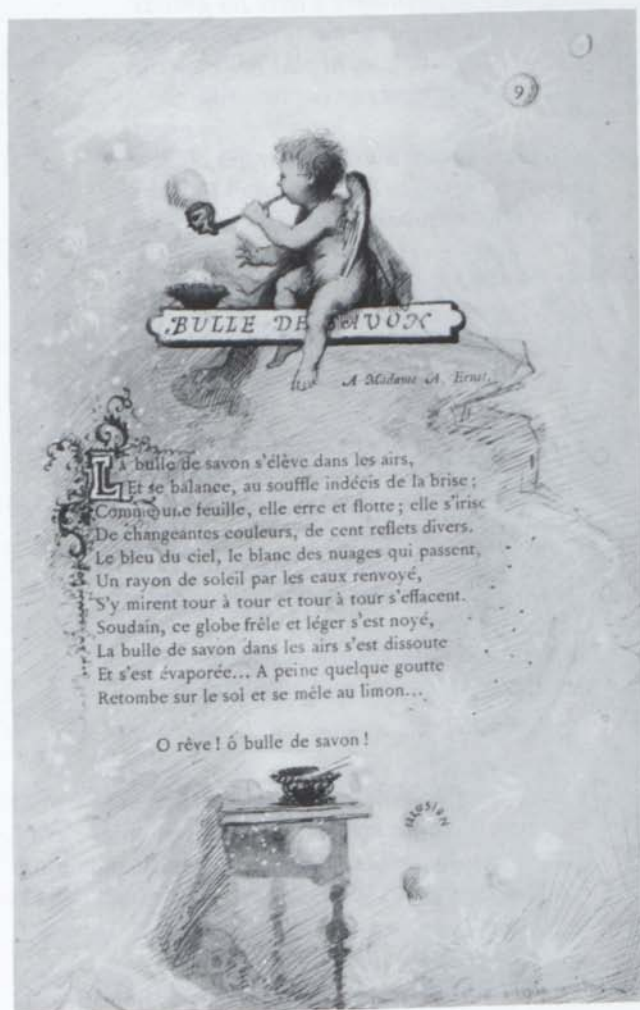 9
BULLE DE SAVON
A Madame A. Ernst.
La bulle de savon s'élève dans les airs,
Et se balance, au souffle indécis de la brise ;
Comme une feuille, elle erre et flotte ; elle s'irise
De changeantes couleurs, de cent reflets divers.
Le bleu du ciel, le blanc des nuages qui passent,
Un rayon de soleil par les eaux renvoyé,
S'y mirent tour à tour et tour à tour s'effacent.
Soudain, ce globe frêle et léger s'est noyé,
La bulle de savon dans les airs s'est dissoute
Et s'est évaporée... A peine quelque goutte
Retombe sur le sol et se mêle au limon...
O rêve ! ô bulle de savon !
ILLUSION